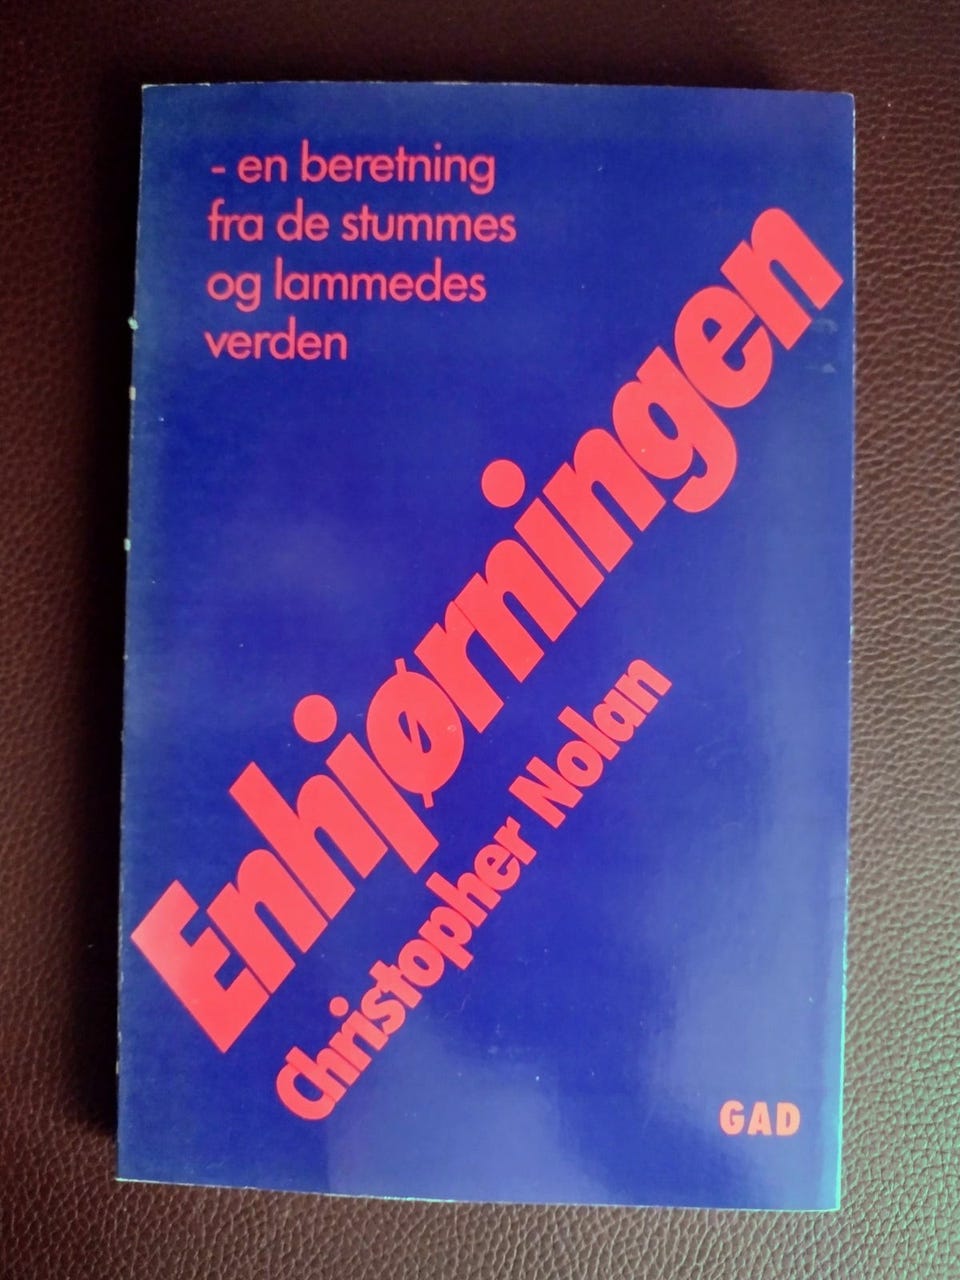 - en beretning
fra de stummes
og lammedes
verden
Enhjørningen
Christopher Nolan
GAD